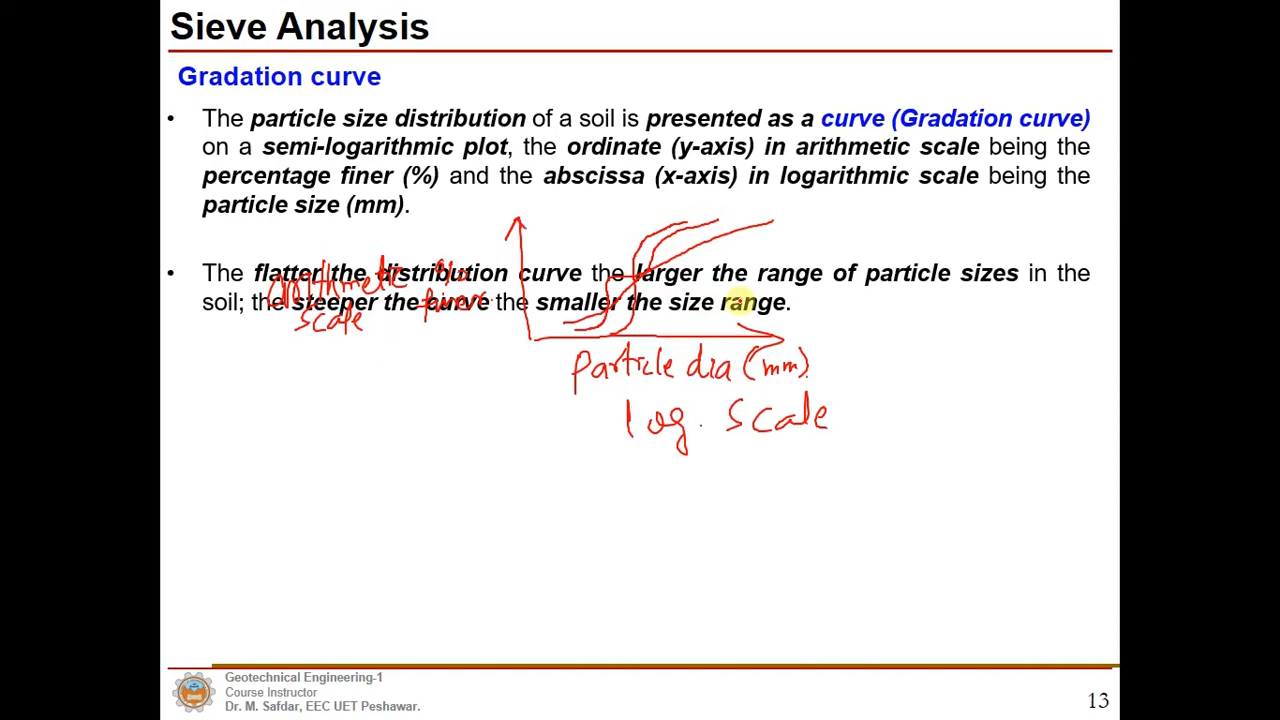 Sieve Analysis
Gradation curve
• The particle size distribution of a soil is presented as a curve (Gradation curve)
on a semi-logarithmic plot, the ordinate (y-axis) in arithmetic scale being the
percentage finer (%) and the abscissa (x-axis) in logarithmic scale being the
particle size (mm).
• The flatter the distribution curve the larger the range of particle sizes in the
soil; the steeper the curve the smaller the size range.
arithmetic
scale
%
finer
Particle dia (mm)
log. scale
Geotechnical Engineering-1
Course Instructor
Dr. M. Safdar, EEC UET Peshawar.
13